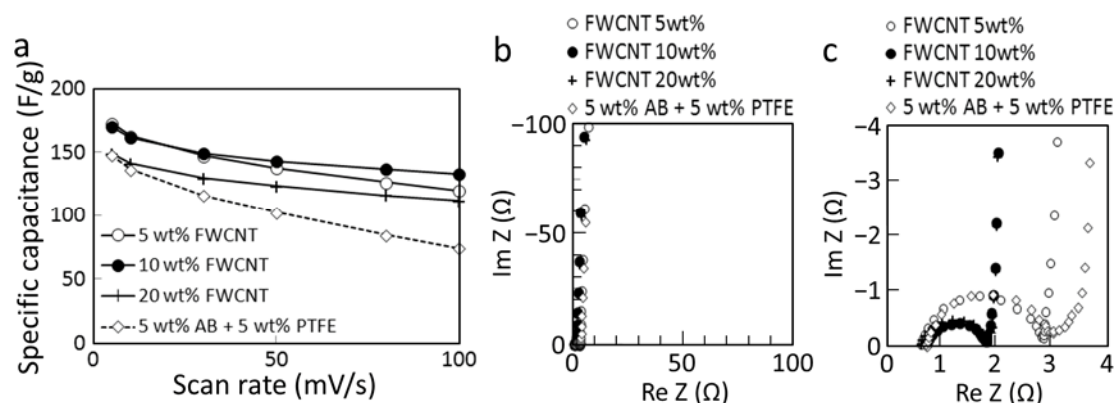 a
Specific capacitance (F/g)
200
150
100
50
0
0
50
100
Scan rate (mV/s)
5 wt% FWCNT
10 wt% FWCNT
20 wt% FWCNT
5 wt% AB + 5 wt% PTFE
b
FWCNT 5wt%
FWCNT 10wt%
FWCNT 20wt%
5 wt% AB + 5 wt% PTFE
Im Z (Ω)
−100
−50
0
0
50
100
Re Z (Ω)
c
FWCNT 5wt%
FWCNT 10wt%
FWCNT 20wt%
5 wt% AB + 5 wt% PTFE
Im Z (Ω)
−4
−3
−2
−1
0
0
1
2
3
4
Re Z (Ω)